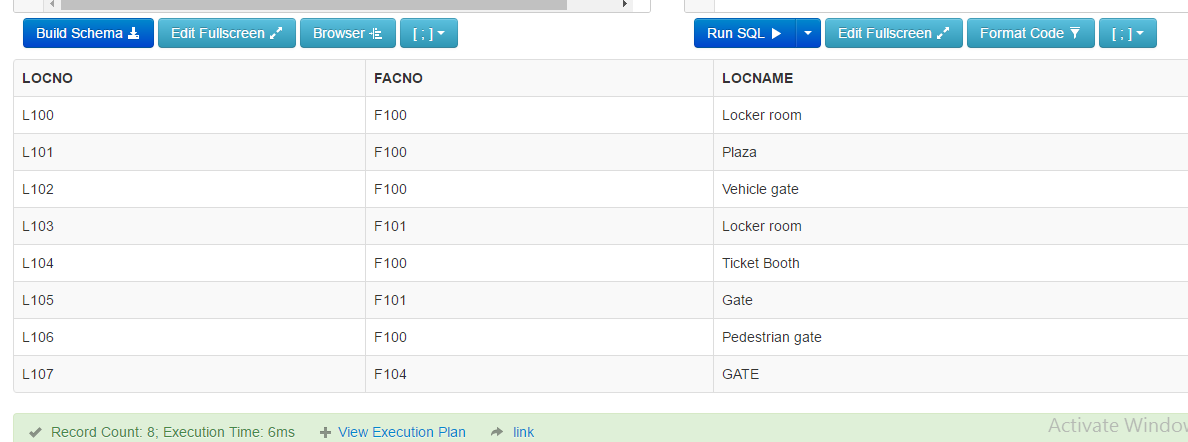 Build Schema Edit Fullscreen Browser [ ; ] Run SQL Edit Fullscreen Format Code [ ; ]
LOCNO FACNO LOCNAME
L100 F100 Locker room
L101 F100 Plaza
L102 F100 Vehicle gate
L103 F101 Locker room
L104 F100 Ticket Booth
L105 F101 Gate
L106 F100 Pedestrian gate
L107 F104 GATE
Record Count: 8; Execution Time: 6ms View Execution Plan link
Activate Window